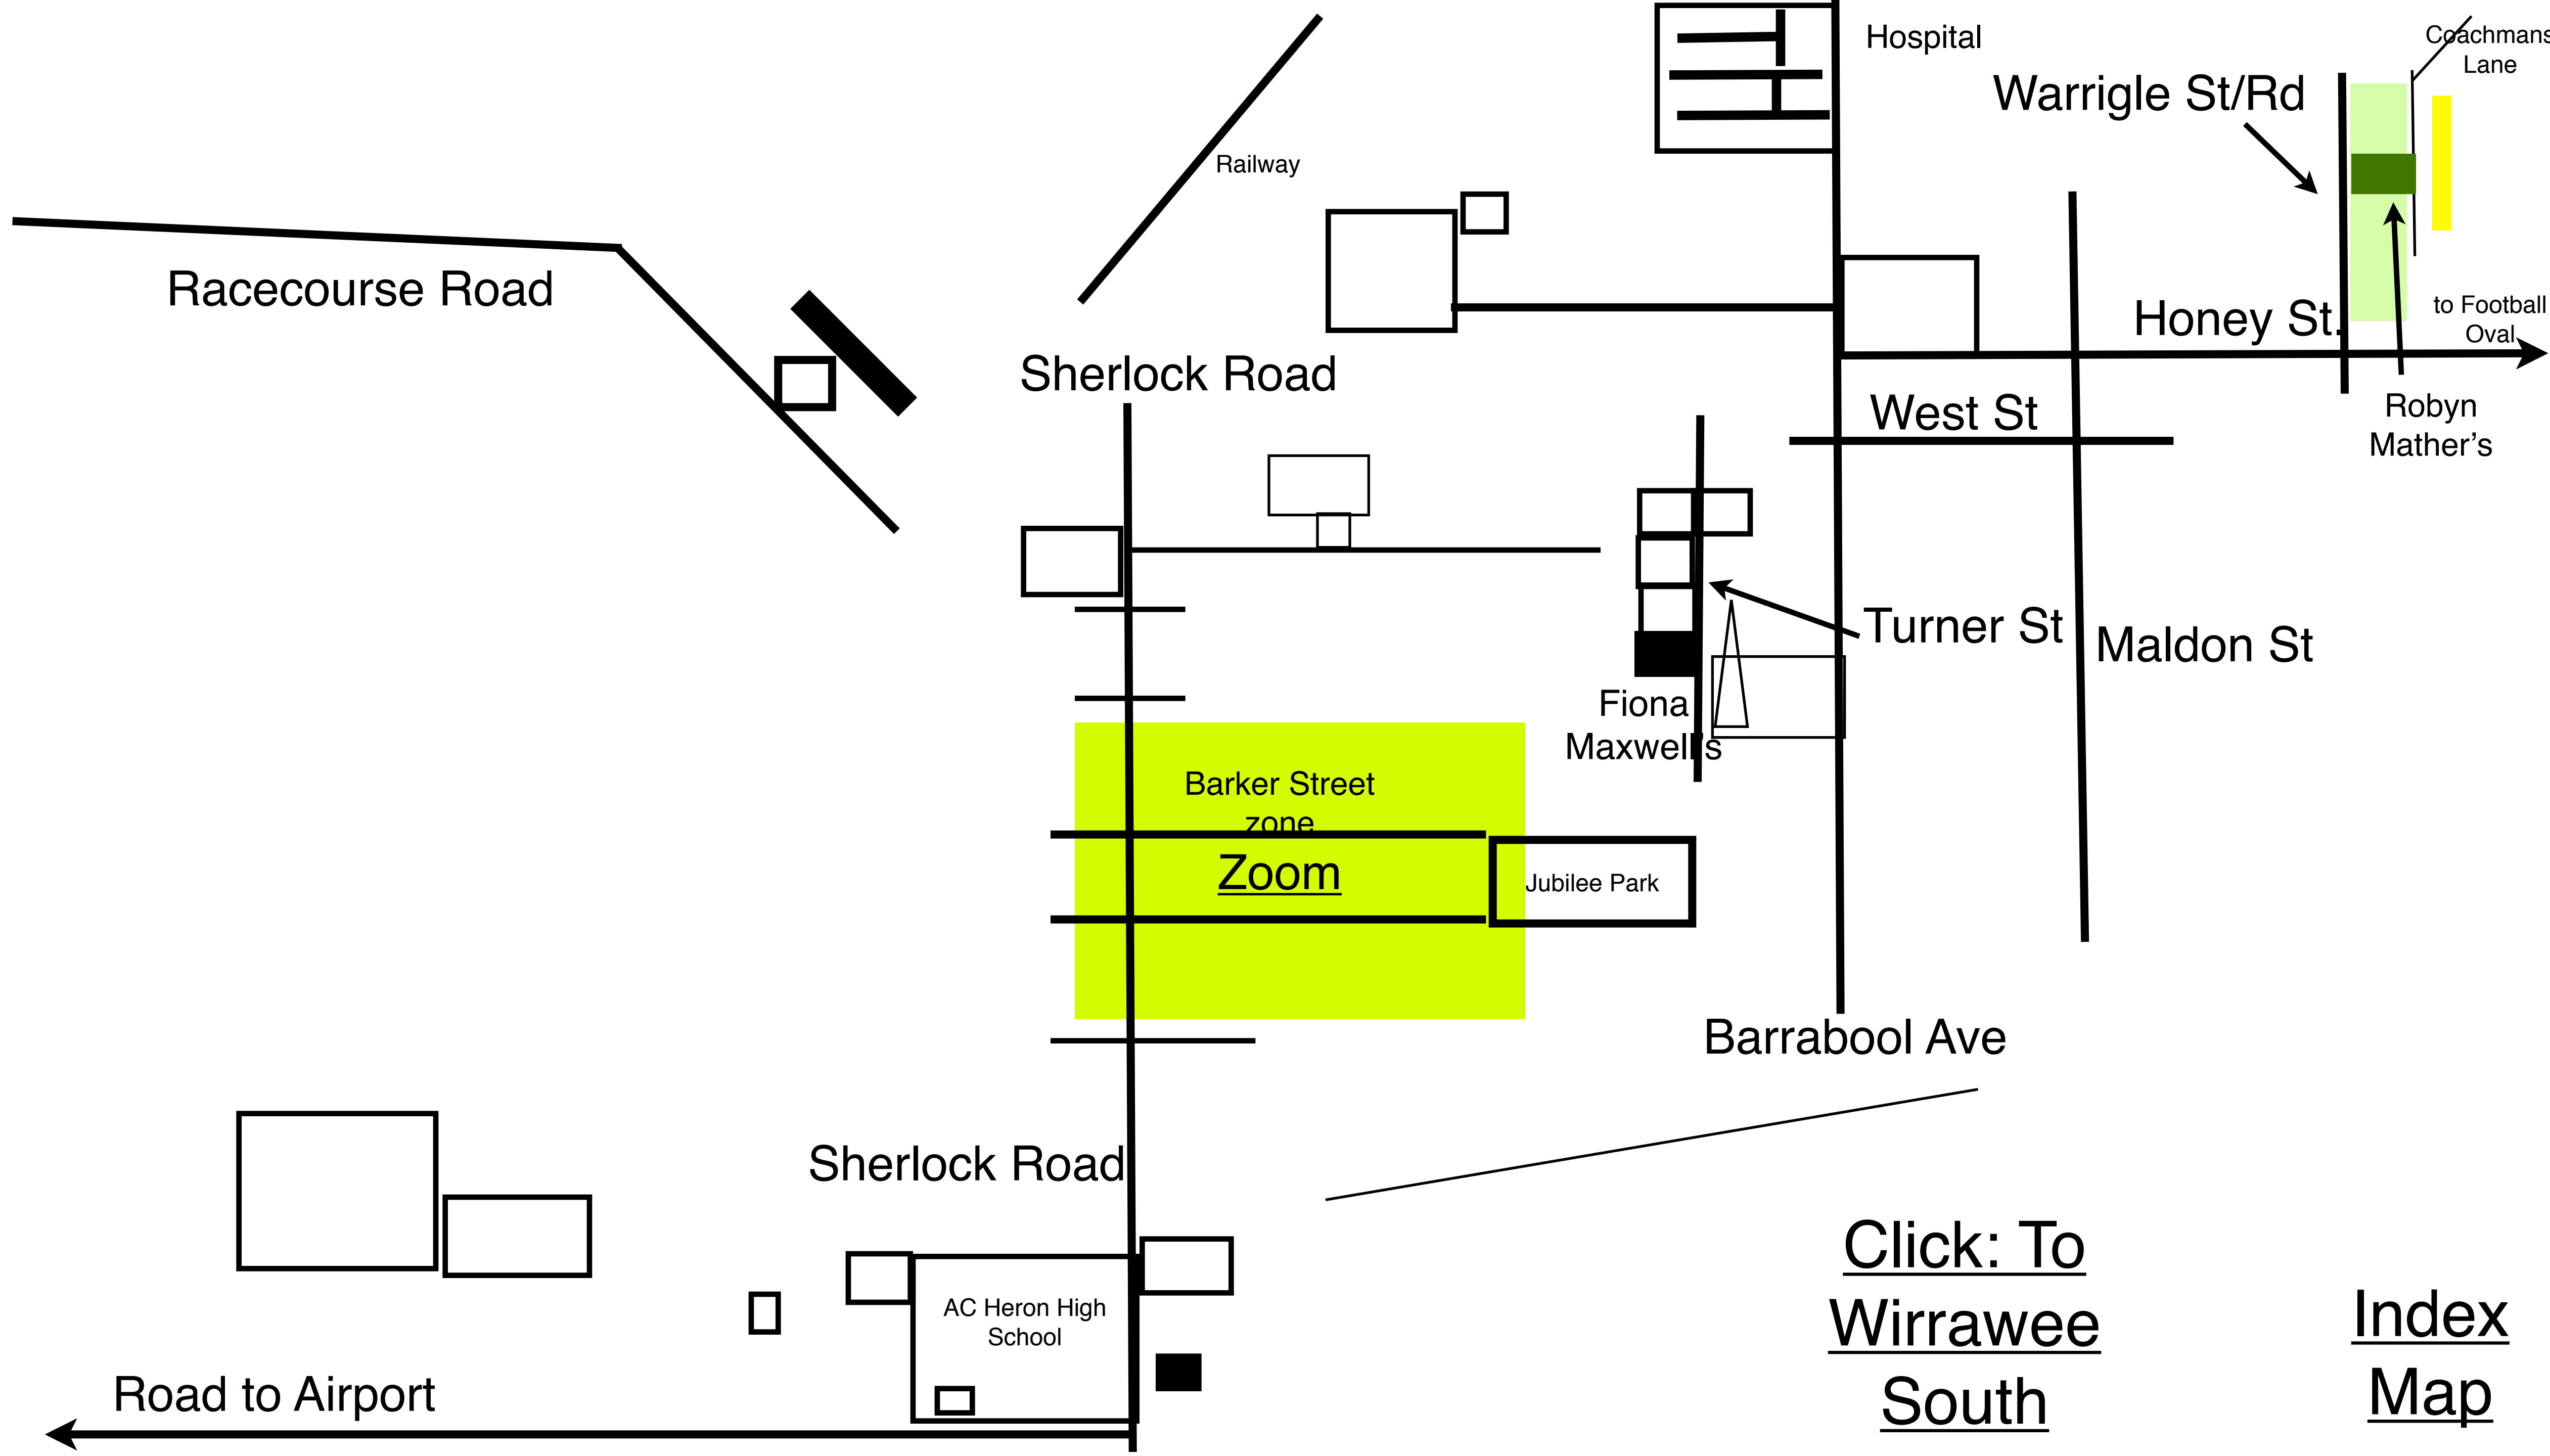 Hospital
Coachmans
Lane
Warrigle St/Rd
Railway
Racecourse Road
Honey St.
to Football
Oval
Sherlock Road
West St
Robyn
Mather's
Turner St
Maldon St
Fiona
Maxwell's
Barker Street
zone
Zoom
Jubilee Park
Barrabool Ave
Sherlock Road
AC Heron High
School
Road to Airport
Click: To
Wirrawee
South
Index
Map